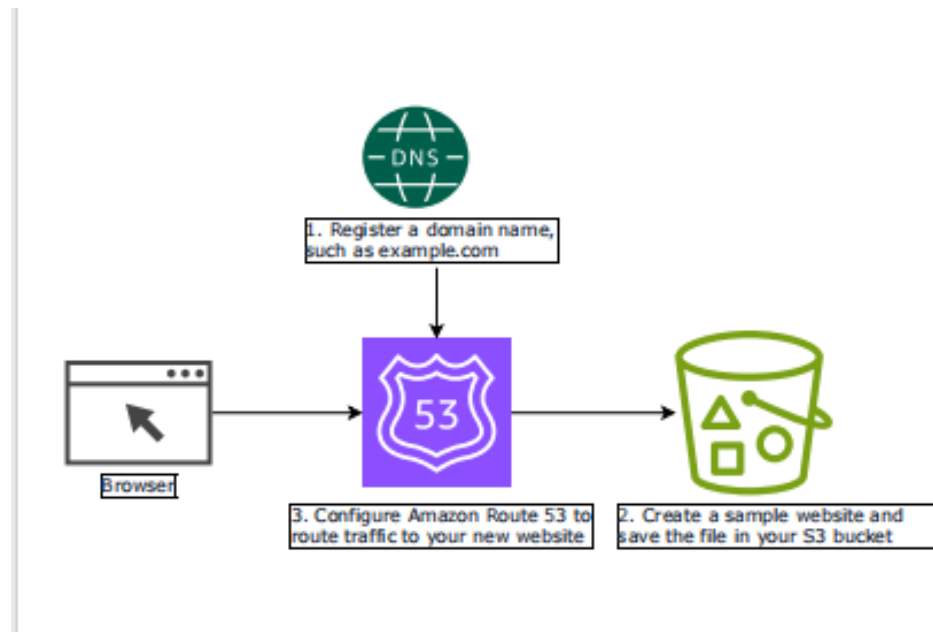 DNS
1. Register a domain name,
such as example.com
53
Browser
3. Configure Amazon Route 53 to
route traffic to your new website
2. Create a sample website and
save the file in your S3 bucket